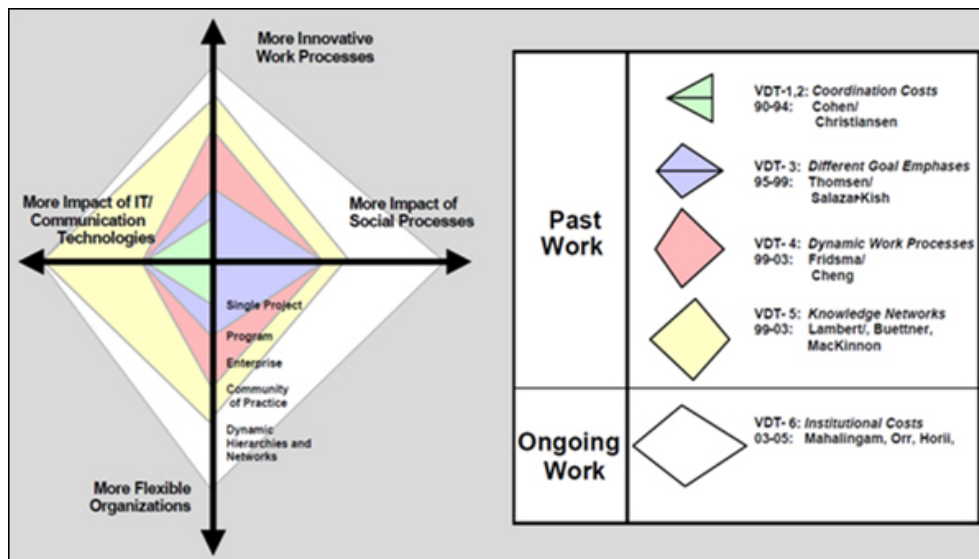 More Innovative
Work Processes
More Impact of IT/
Communication
Technologies
More Impact of
Social Processes
Single Project
Program
Enterprise
Community
of Practice
Dynamic
Hierarchies and
Networks
More Flexible
Organizations
Past
Work
VDT-1,2: Coordination Costs
90-94: Cohen/
Christiansen
VDT- 3: Different Goal Emphases
95-99: Thomsen/
Salazar-Kish
VDT- 4: Dynamic Work Processes
99-03: Fridsma/
Cheng
VDT- 5: Knowledge Networks
99-03: Lambert/, Buettner,
MacKinnon
Ongoing
Work
VDT- 6: Institutional Costs
03-05: Mahalingam, Orr, Horii,